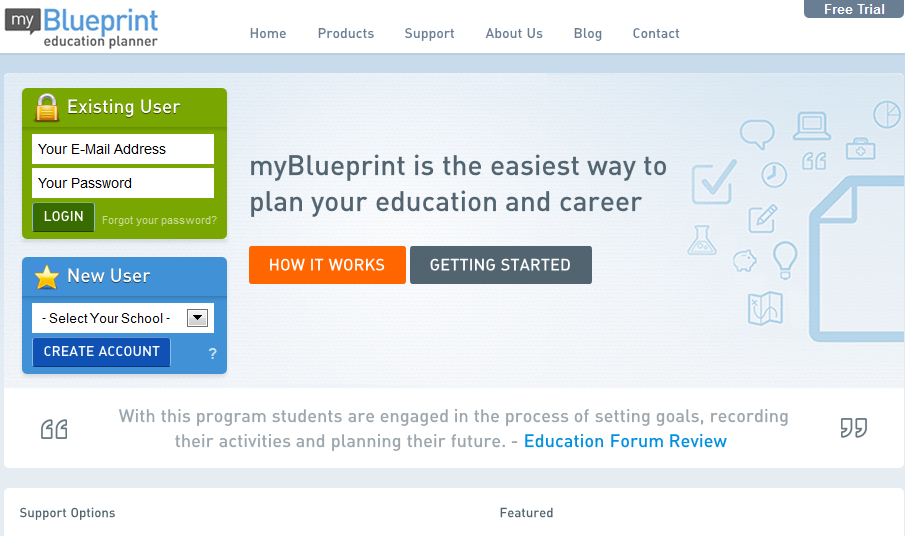 Free Trial
my Blueprint
education planner
Home Products Support About Us Blog Contact
Existing User
Your E-Mail Address
Your Password
LOGIN Forgot your password?
myBlueprint is the easiest way to
plan your education and career
HOW IT WORKS GETTING STARTED
New User
- Select Your School -
CREATE ACCOUNT ?
With this program students are engaged in the process of setting goals, recording
their activities and planning their future. - Education Forum Review
Support Options Featured